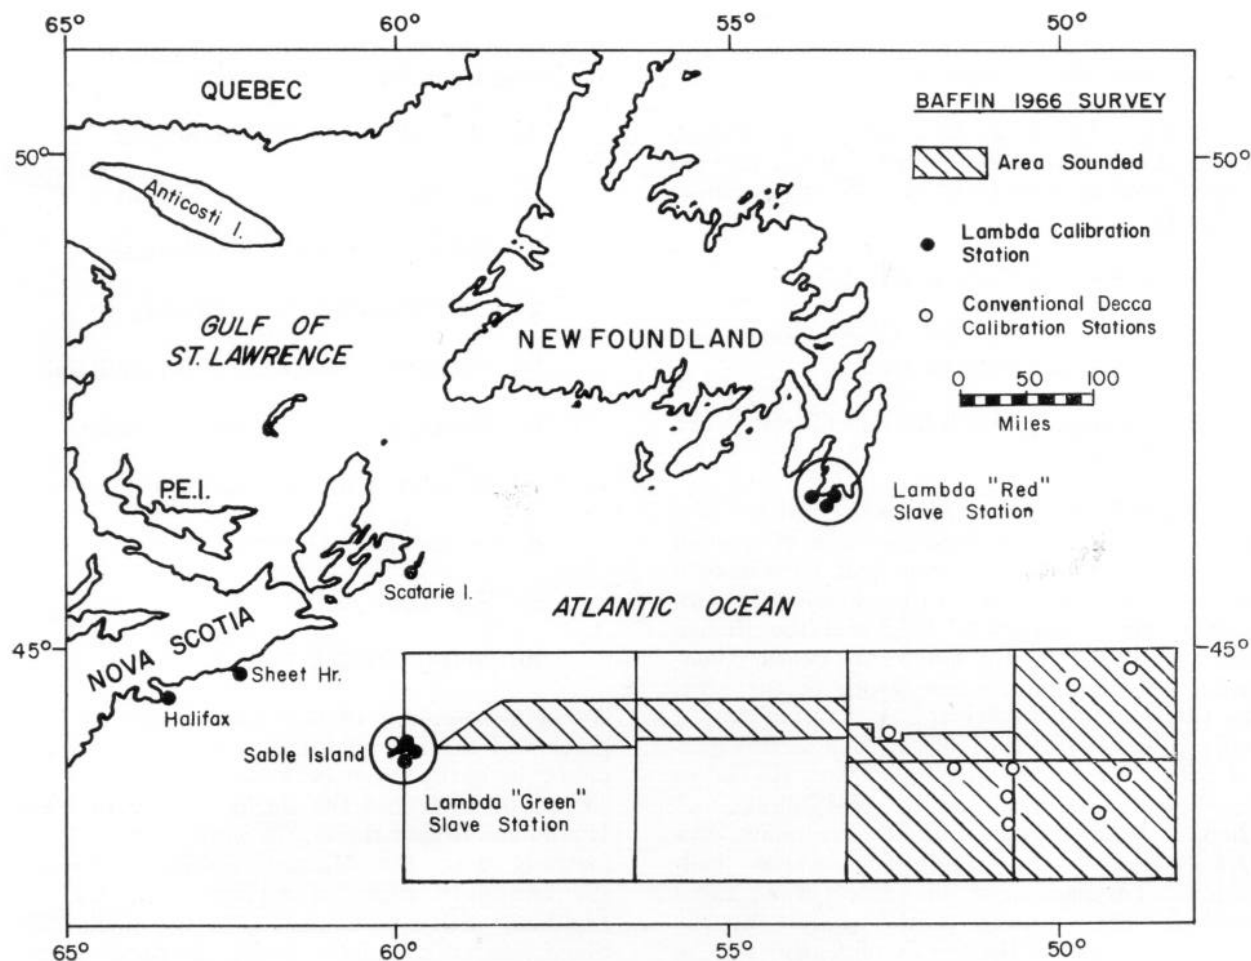 65° 60° 55° 50°
QUEBEC
BAFFIN 1966 SURVEY
50° 50°
Area Sounded
Anticosti I.
Lambda Calibration
Station
GULF OF
ST. LAWRENCE
Conventional Decca
Calibration Stations
NEWFOUNDLAND
0 50 100
Miles
P.E.I.
Lambda "Red"
Slave Station
Scatarie I.
ATLANTIC OCEAN
NOVA SCOTIA
45° 45°
Sheet Hr.
Halifax
Sable Island
Lambda "Green"
Slave Station
65° 60° 55° 50°